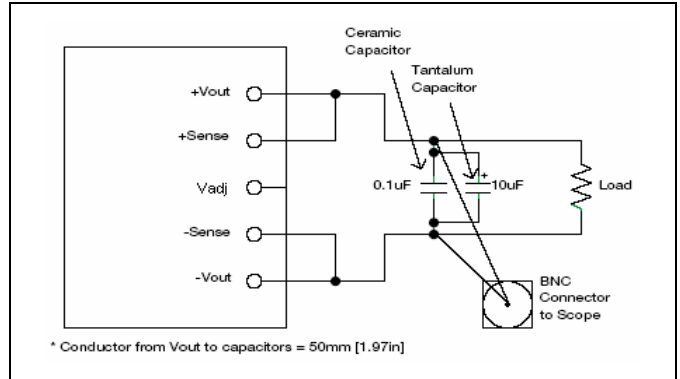 Ceramic
Capacitor
Tantalum
Capacitor
+Vout
+Sense
Vadj
-Sense
-Vout
0.1uF
+
10uF
Load
BNC
Connector
to Scope
* Conductor from Vout to capacitors = 50mm [1.97in]